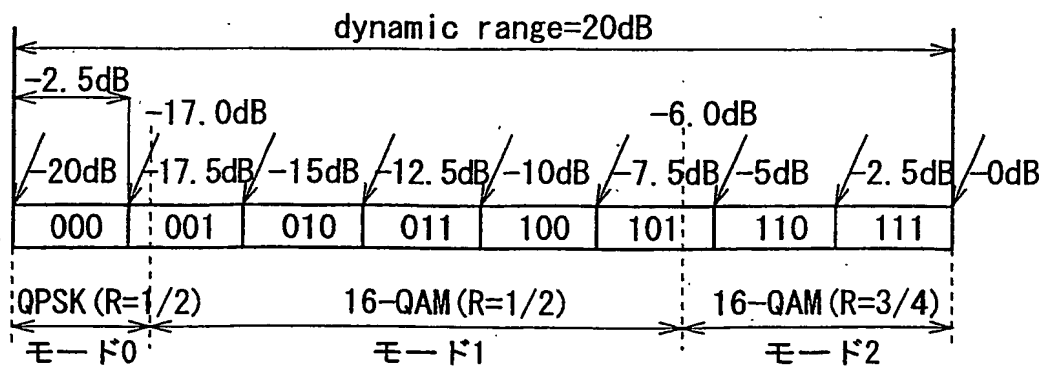 dynamic range=20dB
-2.5dB
-17.0dB
-6.0dB
-20dB -17.5dB -15dB -12.5dB -10dB -7.5dB -5dB -2.5dB -0dB
000 001 010 011 100 101 110 111
QPSK(R=1/2) 16-QAM(R=1/2) 16-QAM(R=3/4)
モード0 モード1 モード2